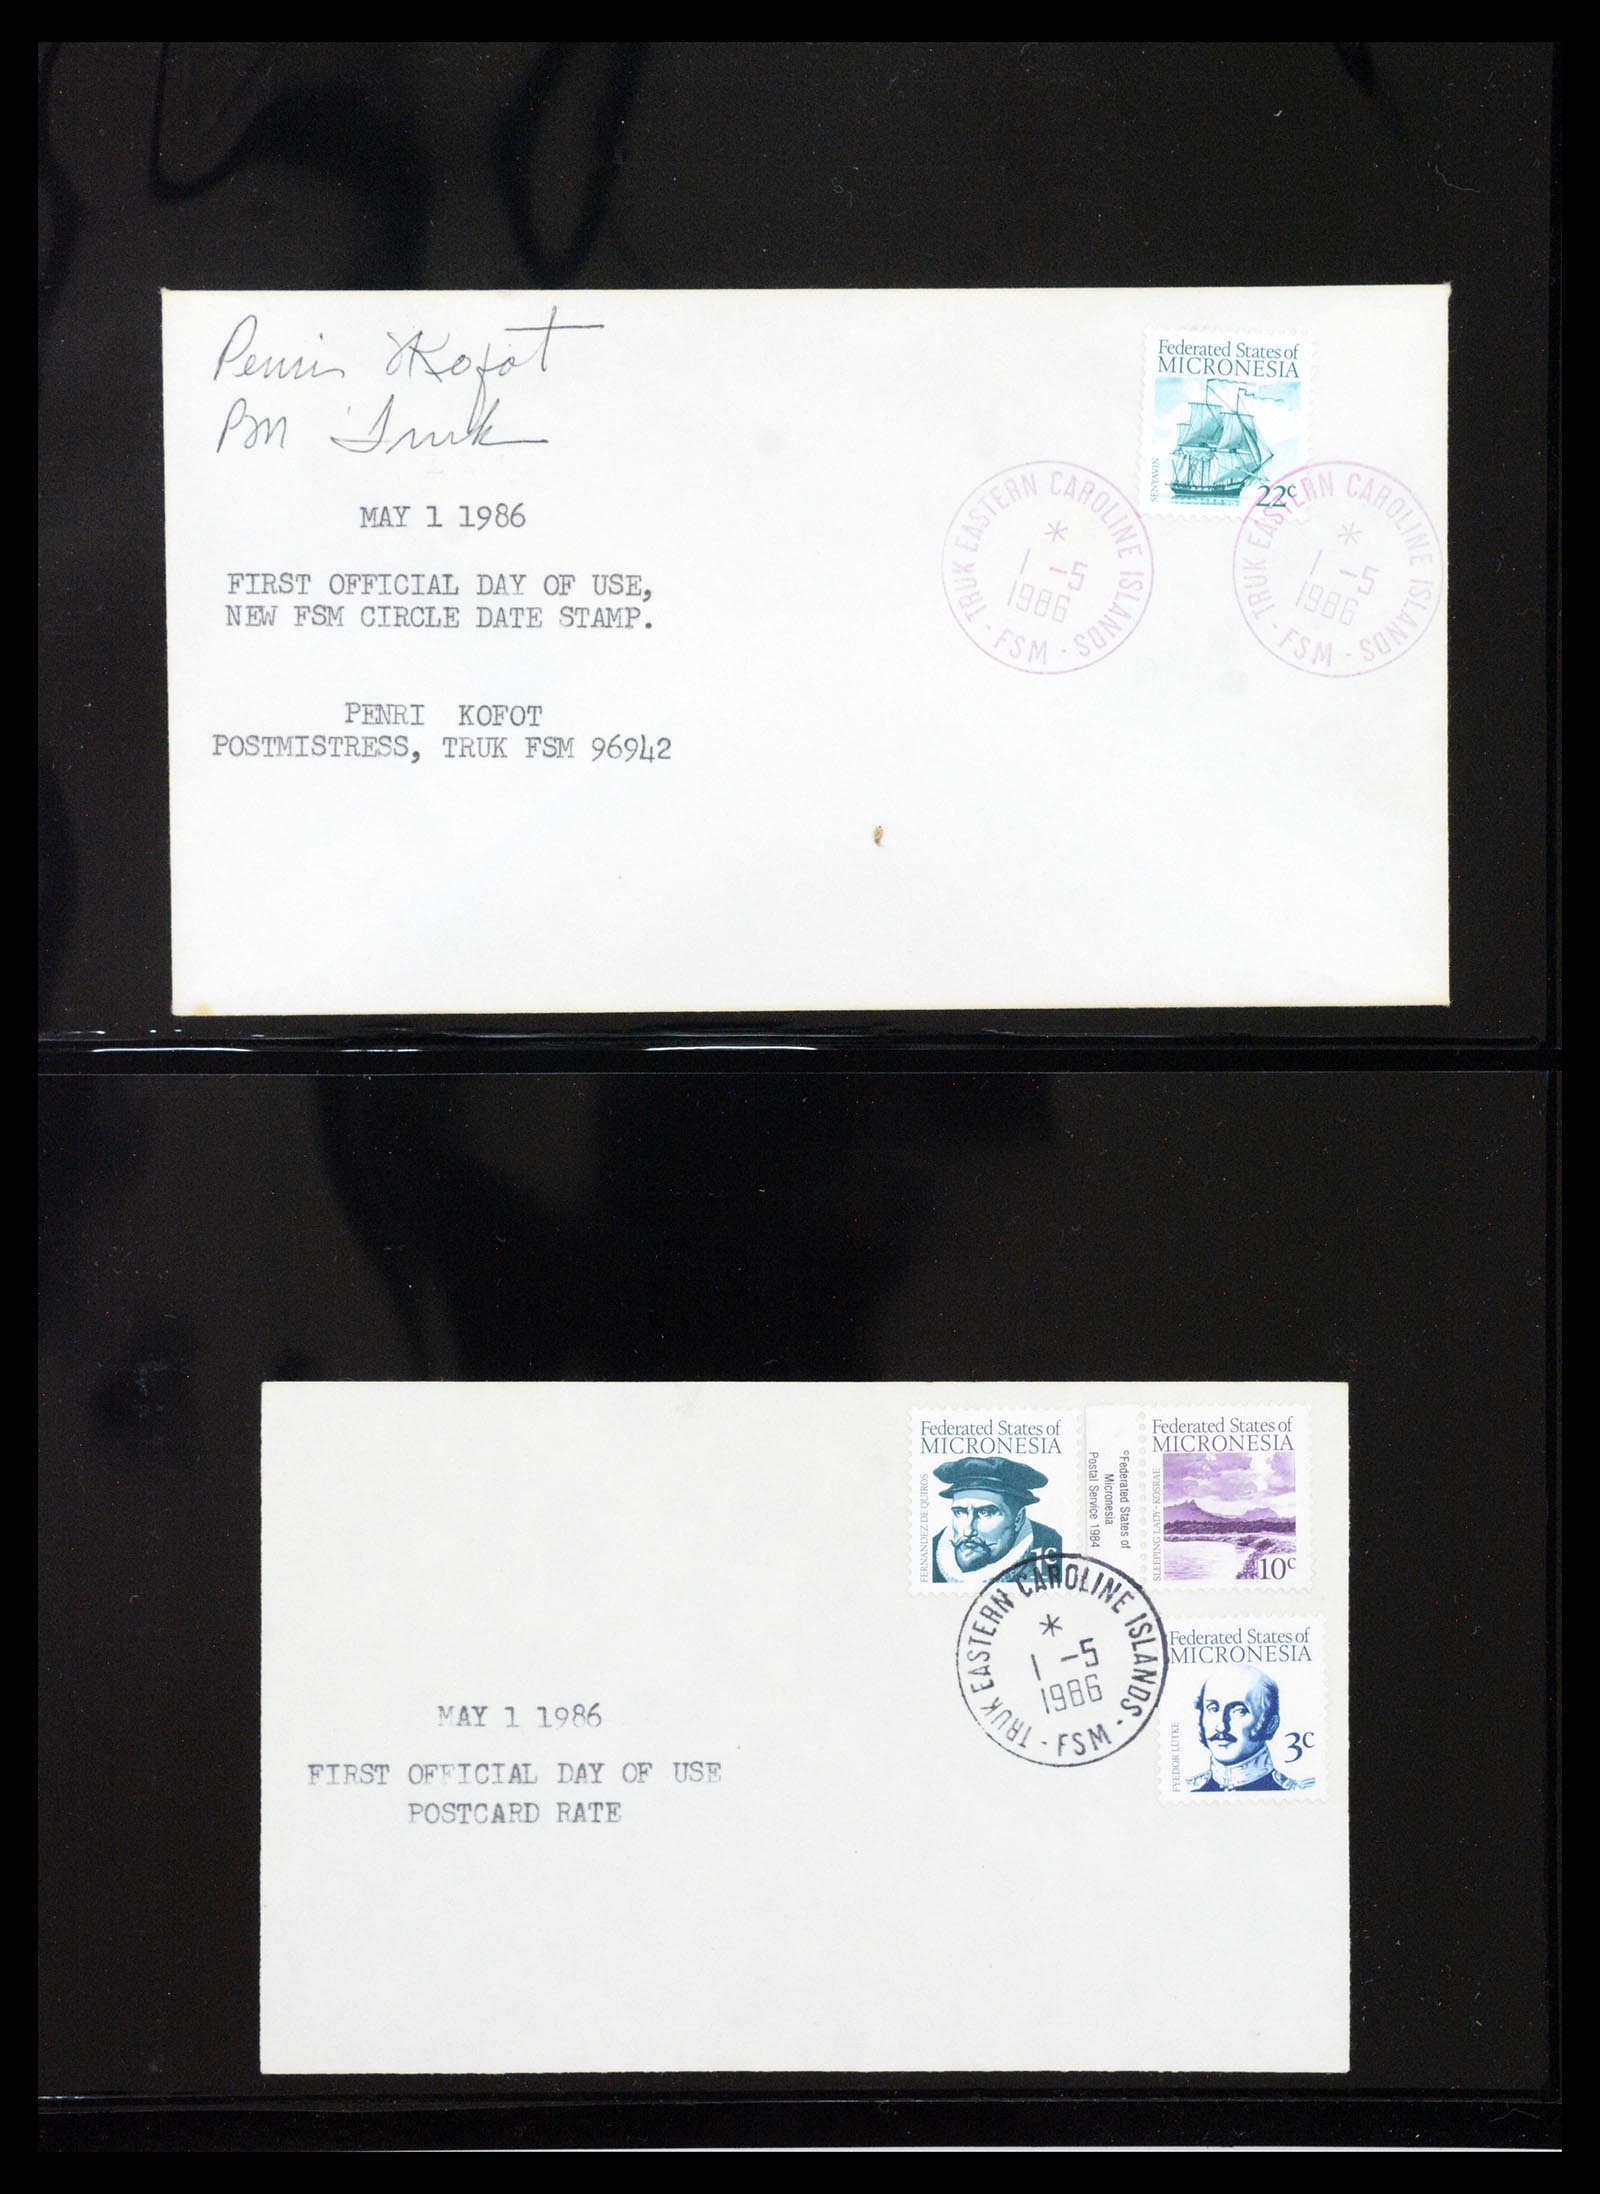 Penri Kofot
PM Truk
MAY 1 1986
FIRST OFFICIAL DAY OF USE,
NEW FSM CIRCLE DATE STAMP.
PENRI KOFOT
POSTMISTRESS, TRUK FSM 96942
Federated States of
MICRONESIA
SENYAVIN
22c
TRUK EASTERN CAROLINE ISLANDS
*
1 -5
1986
- FSM -
TRUK EASTERN CAROLINE ISLANDS
*
1 -5
1986
- FSM -
Federated States of
MICRONESIA
FERNANDEZ DE QUIROS
1c
©Federated States of
Micronesia
Postal Service 1984
Federated States of
MICRONESIA
SLEEPING LADY-KOSRAE
10c
TRUK EASTERN CAROLINE ISLANDS
*
1 -5
1986
- FSM -
Federated States of
MICRONESIA
FYEDOR LÜTKE
3c
MAY 1 1986
FIRST OFFICIAL DAY OF USE
POSTCARD RATE